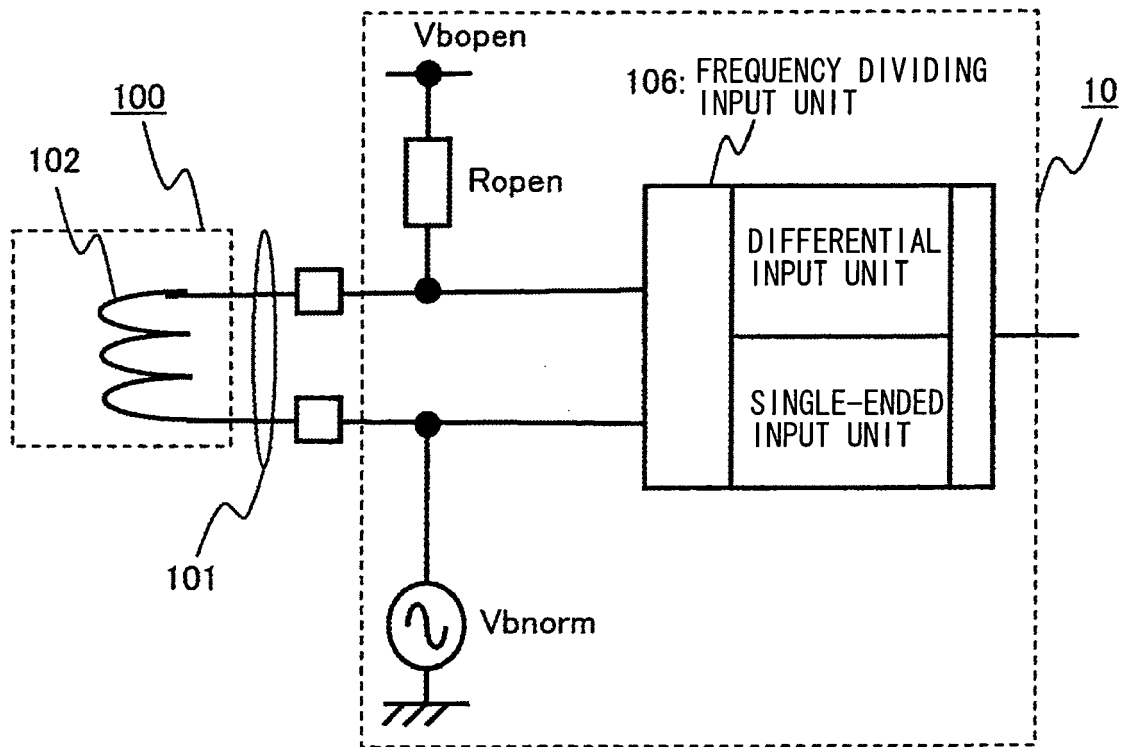 Vbopen
106: FREQUENCY DIVIDING
INPUT UNIT
100
10
102
Ropen
DIFFERENTIAL
INPUT UNIT
SINGLE-ENDED
INPUT UNIT
101
Vbnorm